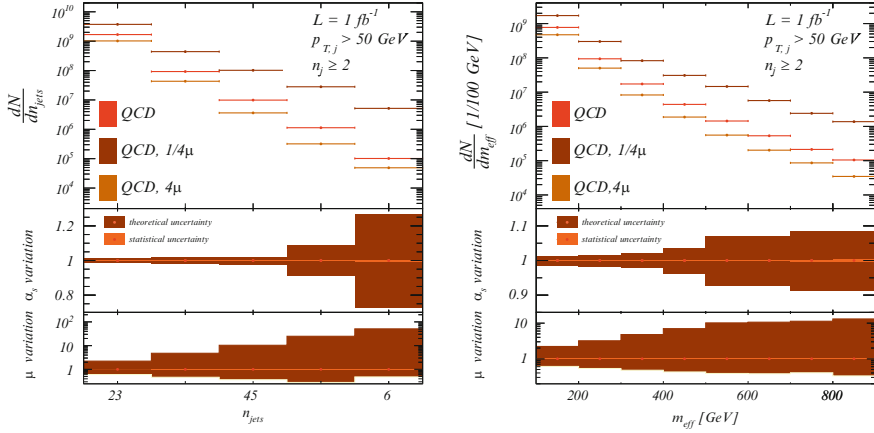 10^10
10^9
10^8
10^7
10^6
10^5
10^4
dN
dn_jets
L = 1 fb^-1
p_T, j > 50 GeV
n_j ≥ 2
QCD
QCD, 1/4μ
QCD, 4μ
1.2
1
0.8
α_s variation
theoretical uncertainty
statistical uncertainty
10^2
10
1
μ variation
23 45 6
n_jets
10^9
10^8
10^7
10^6
10^5
10^4
dN
dm_eff
[1/100 GeV]
L = 1 fb^-1
p_T, j > 50 GeV
n_j ≥ 2
QCD
QCD, 1/4μ
QCD,4μ
1.1
1
0.9
α_s variation
theoretical uncertainty
statistical uncertainty
10
1
μ variation
200 400 600 800
m_eff [GeV]